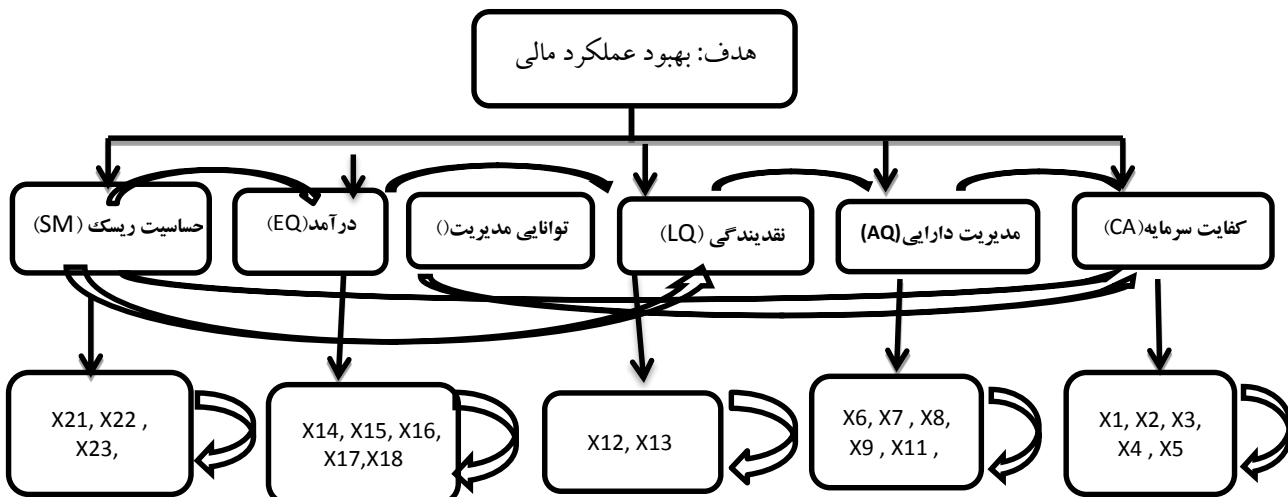 هدف: بهبود عملکرد مالی
کفایت سرمایه(CA)
مدیریت دارایی(AQ)
نقدیندگی (LQ)
توانایی مدیریت()
درآمد(EQ)
حساسیت ریسک (SM)
X1, X2, X3,
X4 , X5
X6, X7 , X8,
X9 , X11 ,
X12, X13
X14, X15, X16,
X17,X18
X21, X22 ,
X23,